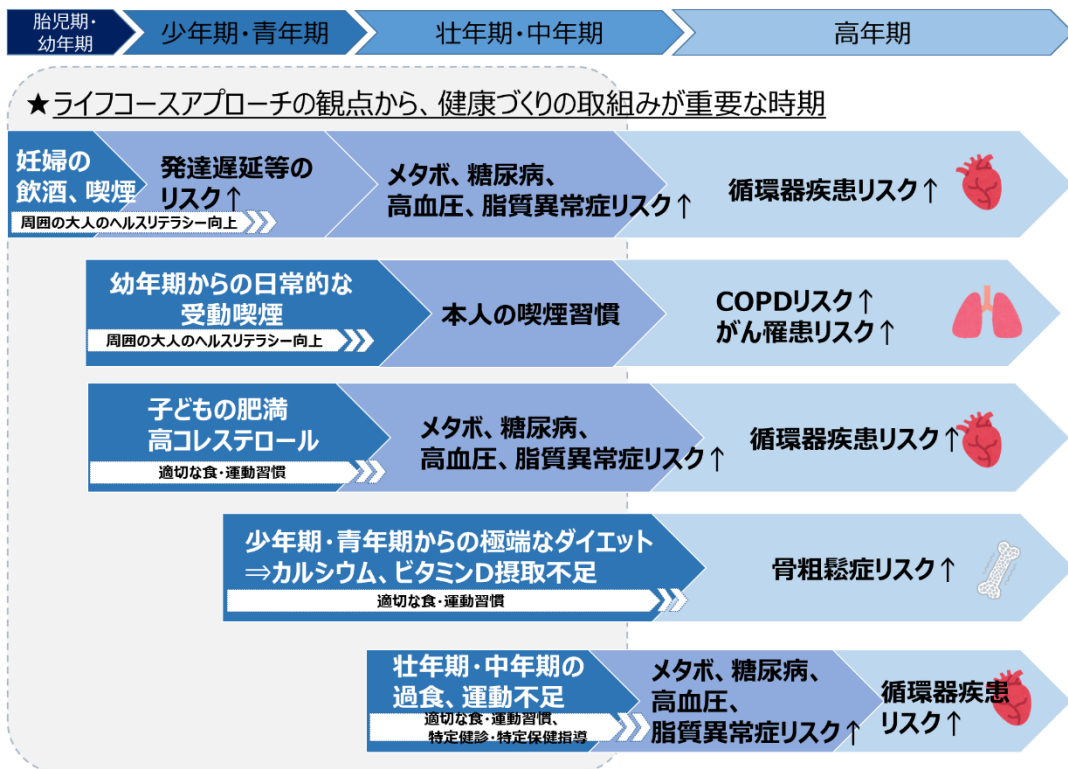 胎児期・
幼年期
少年期・青年期
壮年期・中年期
高年期
★ライフコースアプローチの観点から、健康づくりの取組みが重要な時期
妊婦の
飲酒、喫煙
周囲の大人のヘルスリテラシー向上
発達遅延等の
リスク↑
メタボ、糖尿病、
高血圧、脂質異常症リスク↑
循環器疾患リスク↑
幼年期からの日常的な
受動喫煙
周囲の大人のヘルスリテラシー向上
本人の喫煙習慣
COPDリスク↑
がん罹患リスク↑
子どもの肥満
高コレステロール
適切な食・運動習慣
メタボ、糖尿病、
高血圧、脂質異常症リスク↑
循環器疾患リスク↑
少年期・青年期からの極端なダイエット
⇒カルシウム、ビタミンD摂取不足
適切な食・運動習慣
骨粗鬆症リスク↑
壮年期・中年期の
過食、運動不足
適切な食・運動習慣、
特定健診・特定保健指導
メタボ、糖尿病、
高血圧、
脂質異常症リスク↑
循環器疾患
リスク↑